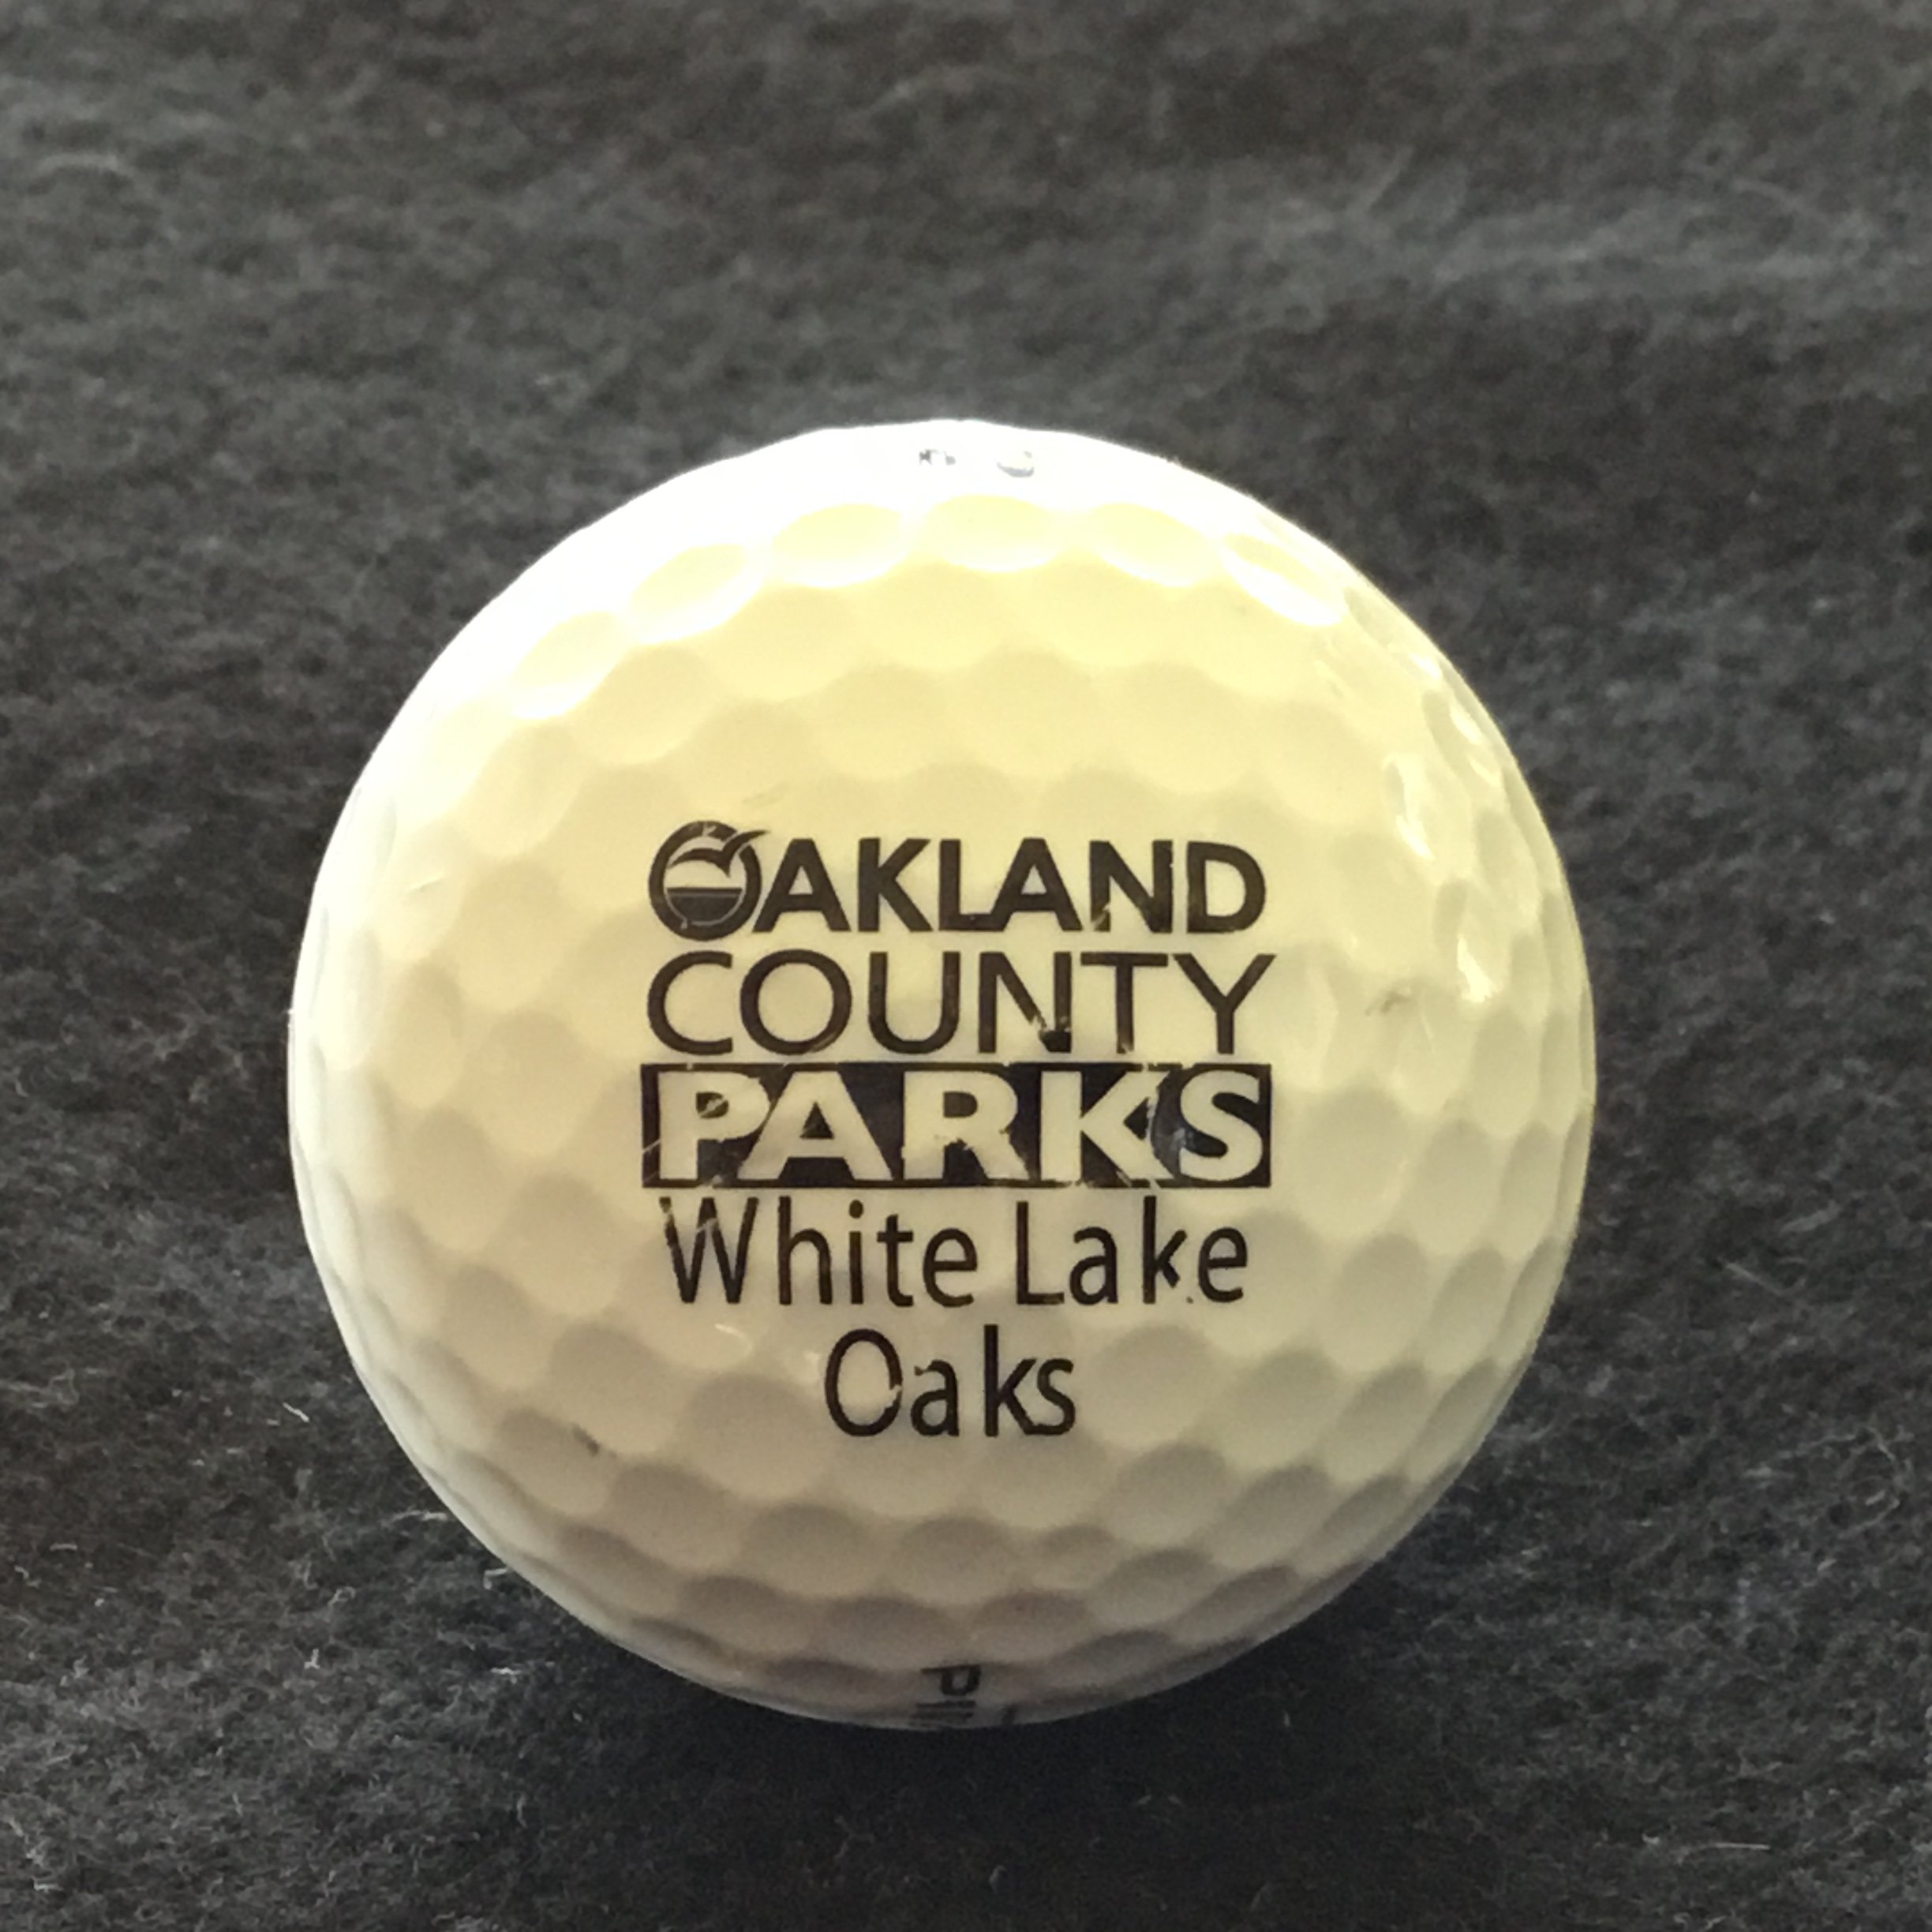 OAKLAND
COUNTY
PARKS
White Lake
Oaks